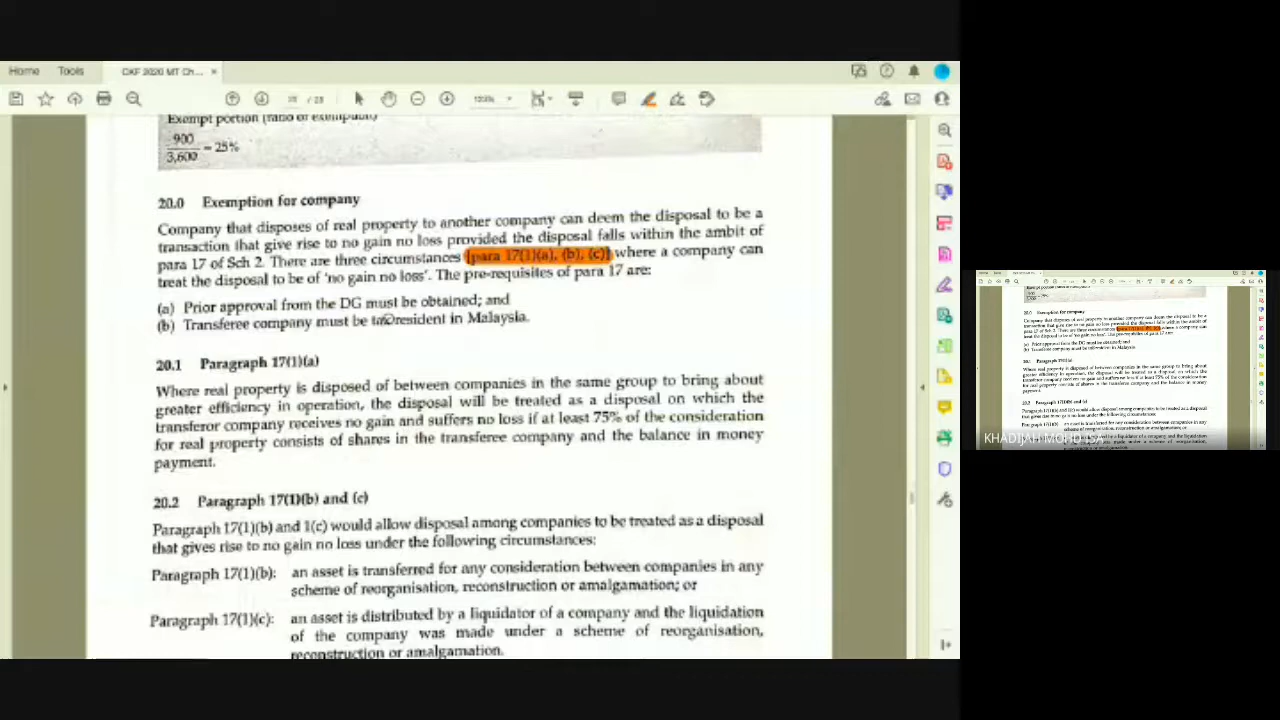 Home Tools CKF 2020 MT Ch... ×
Exempt portion (ratio of exemption)
900
3,600
= 25%
20.0 Exemption for company
Company that disposes of real property to another company can deem the disposal to be a
transaction that give rise to no gain no loss provided the disposal falls within the ambit of
para 17 of Sch 2. There are three circumstances [para 17(1)(a), (b), (c)] where a company can
treat the disposal to be of 'no gain no loss'. The pre-requisites of para 17 are:
(a) Prior approval from the DG must be obtained; and
(b) Transferee company must be resident in Malaysia.
20.1 Paragraph 17(1)(a)
Where real property is disposed of between companies in the same group to bring about
greater efficiency in operation, the disposal will be treated as a disposal on which the
transferor company receives no gain and suffers no loss if at least 75% of the consideration
for real property consists of shares in the transferee company and the balance in money
payment.
20.2 Paragraph 17(1)(b) and (c)
Paragraph 17(1)(b) and 1(c) would allow disposal among companies to be treated as a disposal
that gives rise to no gain no loss under the following circumstances:
Paragraph 17(1)(b): an asset is transferred for any consideration between companies in any
scheme of reorganisation, reconstruction or amalgamation; or
Paragraph 17(1)(c): an asset is distributed by a liquidator of a company and the liquidation
of the company was made under a scheme of reorganisation,
reconstruction or amalgamation.
KHADIJAH MOHD ISA